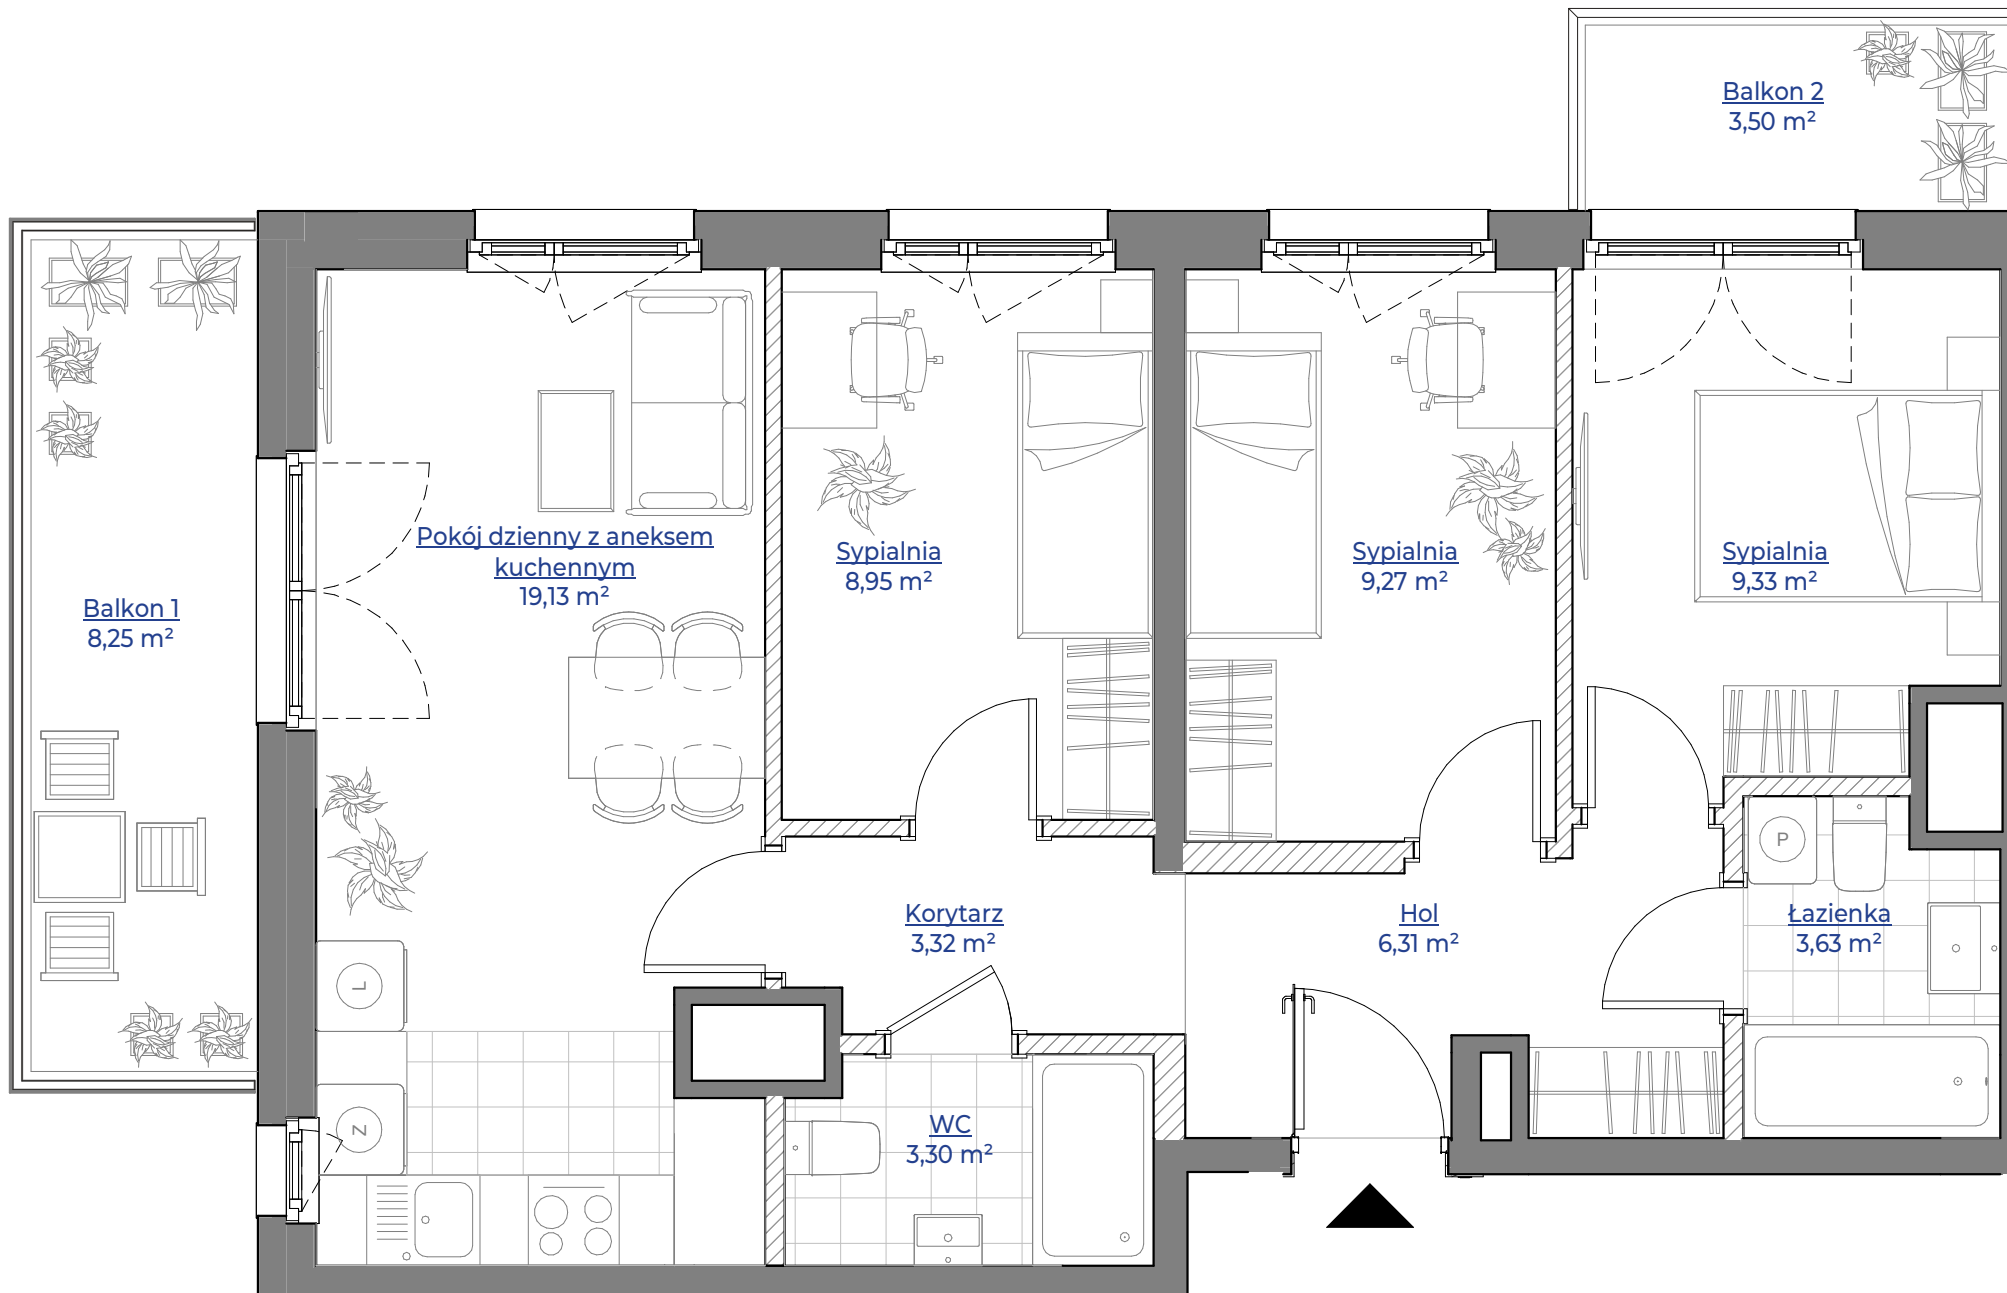 Balkon 2
3,50 m²
Pokój dzienny z aneksem
kuchennym
19,13 m²
Sypialnia
8,95 m²
Sypialnia
9,27 m²
Sypialnia
9,33 m²
Balkon 1
8,25 m²
P
Korytarz
3,32 m²
Hol
6,31 m²
Łazienka
3,63 m²
L
Z
WC
3,30 m²